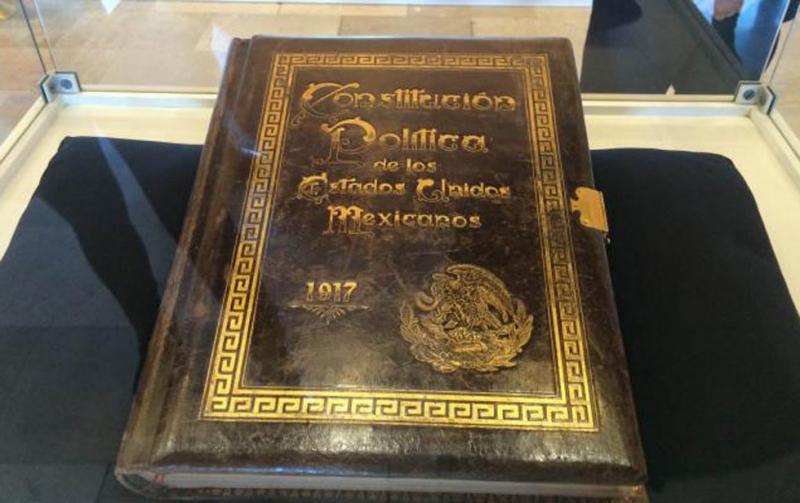 Constitución
Política
de los
Estados Unidos
Mexicanos
1917